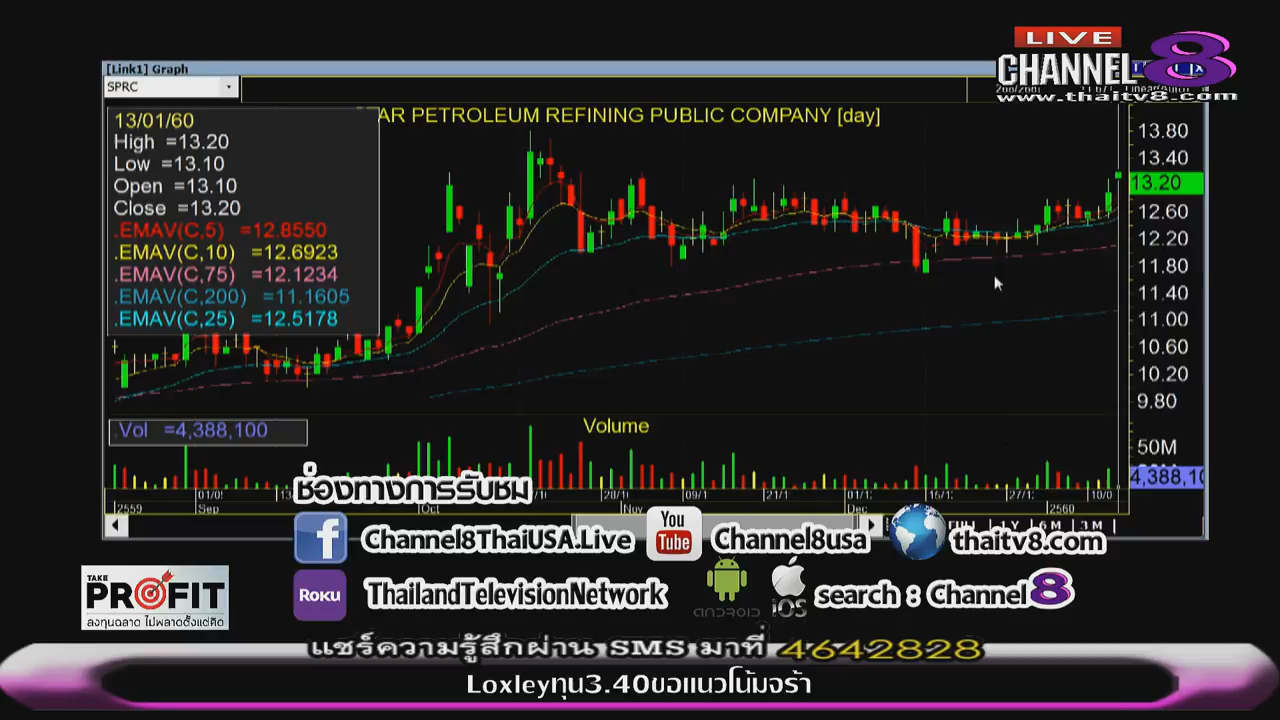 LIVE
CHANNEL 8
www.thaitv8.com
[Link1] Graph
SPRC
13/01/60
High =13.20
Low =13.10
Open =13.10
Close =13.20
.EMAV(C,5) =12.8550
.EMAV(C,10) =12.6923
.EMAV(C,75) =12.1234
.EMAV(C,200) =11.1605
.EMAV(C,25) =12.5178
AR PETROLEUM REFINING PUBLIC COMPANY [day]
13.80
13.40
13.20
12.60
12.20
11.80
11.40
11.00
10.60
10.20
9.80
.Vol =4,388,100
Volume
50M
4,388,10
2559 Sep Oct Nov Dec 2560
ช่องทางการรับชม
Channel8ThaiUSA.Live
You Tube
Channel8usa
thaitv8.com
ROKU
ThailandTelevisionNetwork
iOS
search : Channel 8
TAKE PROFIT
ลงทุนฉลาด ไม่พลาดตั้งแต่คิด
แชร์ความรู้สึกผ่าน SMS มาที่ 4642828
Loxleyทุน3.40ขอแนวโน้มจร้า